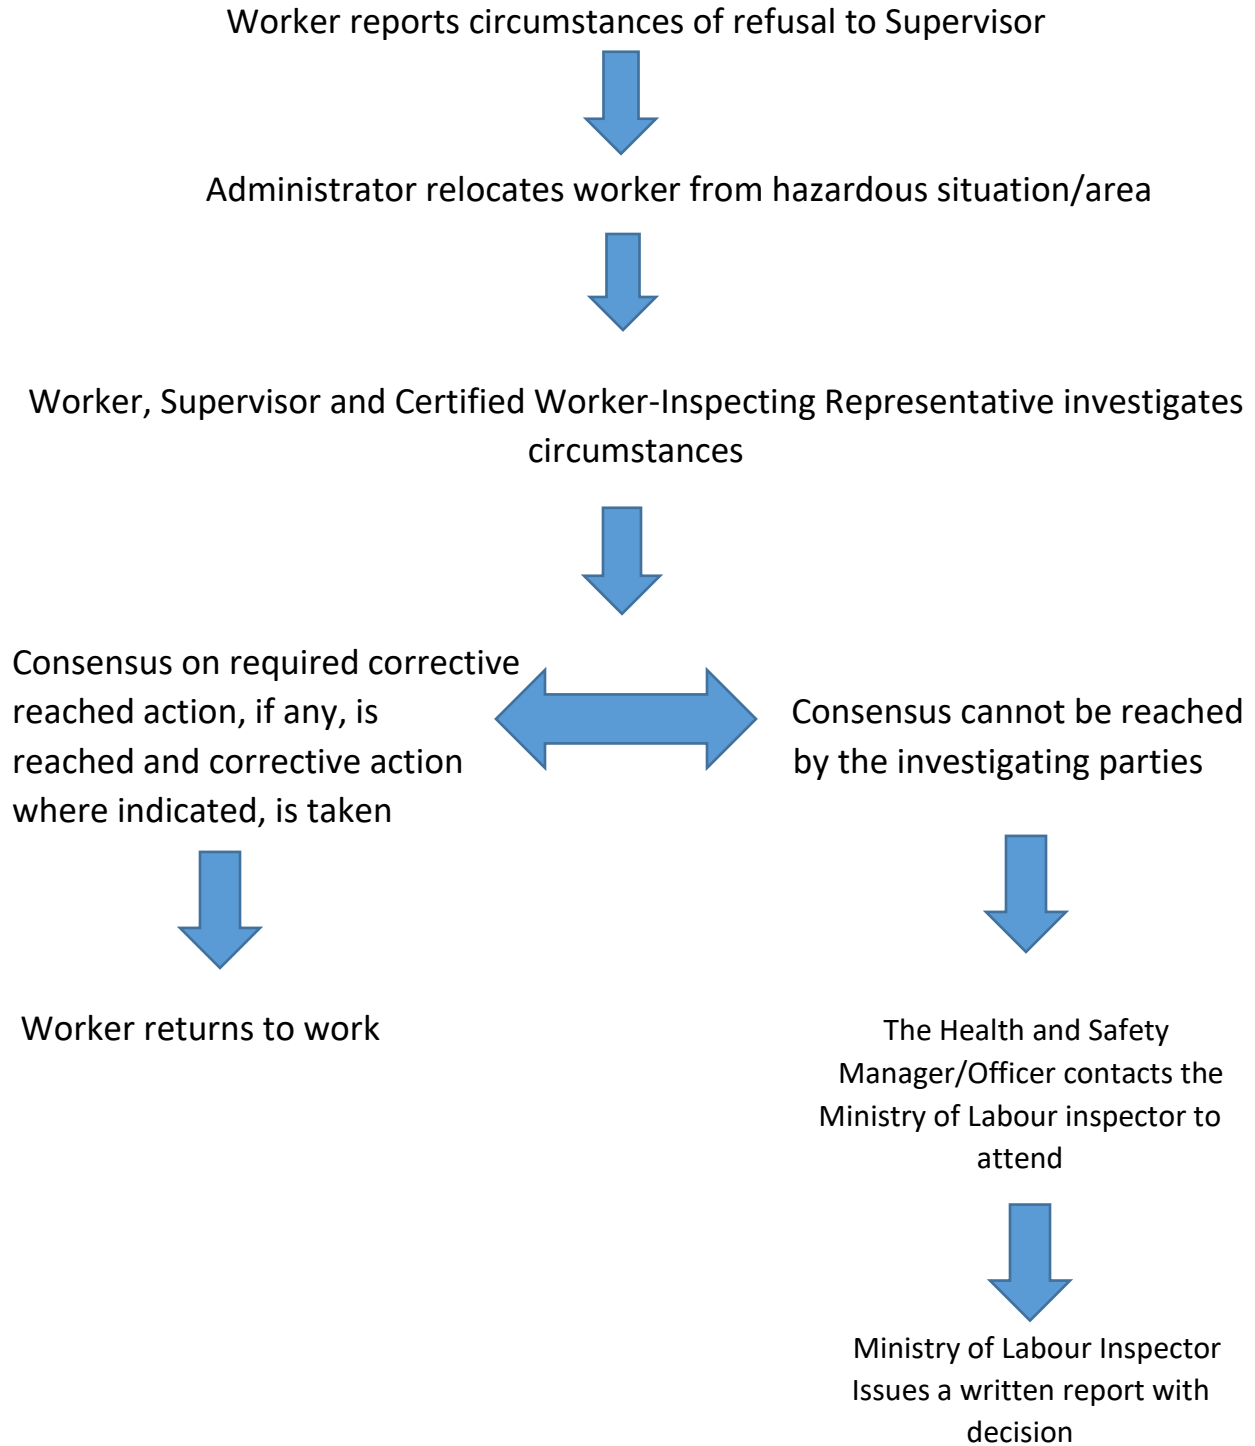 Worker reports circumstances of refusal to Supervisor
Administrator relocates worker from hazardous situation/area
Worker, Supervisor and Certified Worker-Inspecting Representative investigates
circumstances
Consensus on required corrective
reached action, if any, is
reached and corrective action
where indicated, is taken
Consensus cannot be reached
by the investigating parties
Worker returns to work
The Health and Safety
Manager/Officer contacts the
Ministry of Labour inspector to
attend
Ministry of Labour Inspector
Issues a written report with
decision